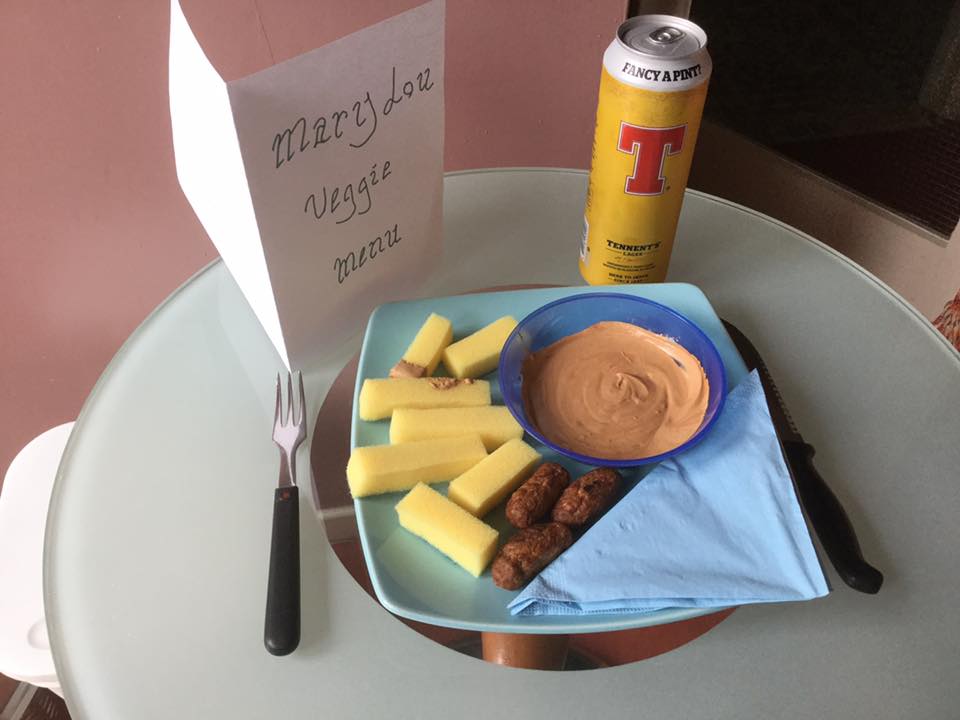 Mary Lou
Veggie
menu
FANCY A PINT?
T
TENNENT'S
LAGER